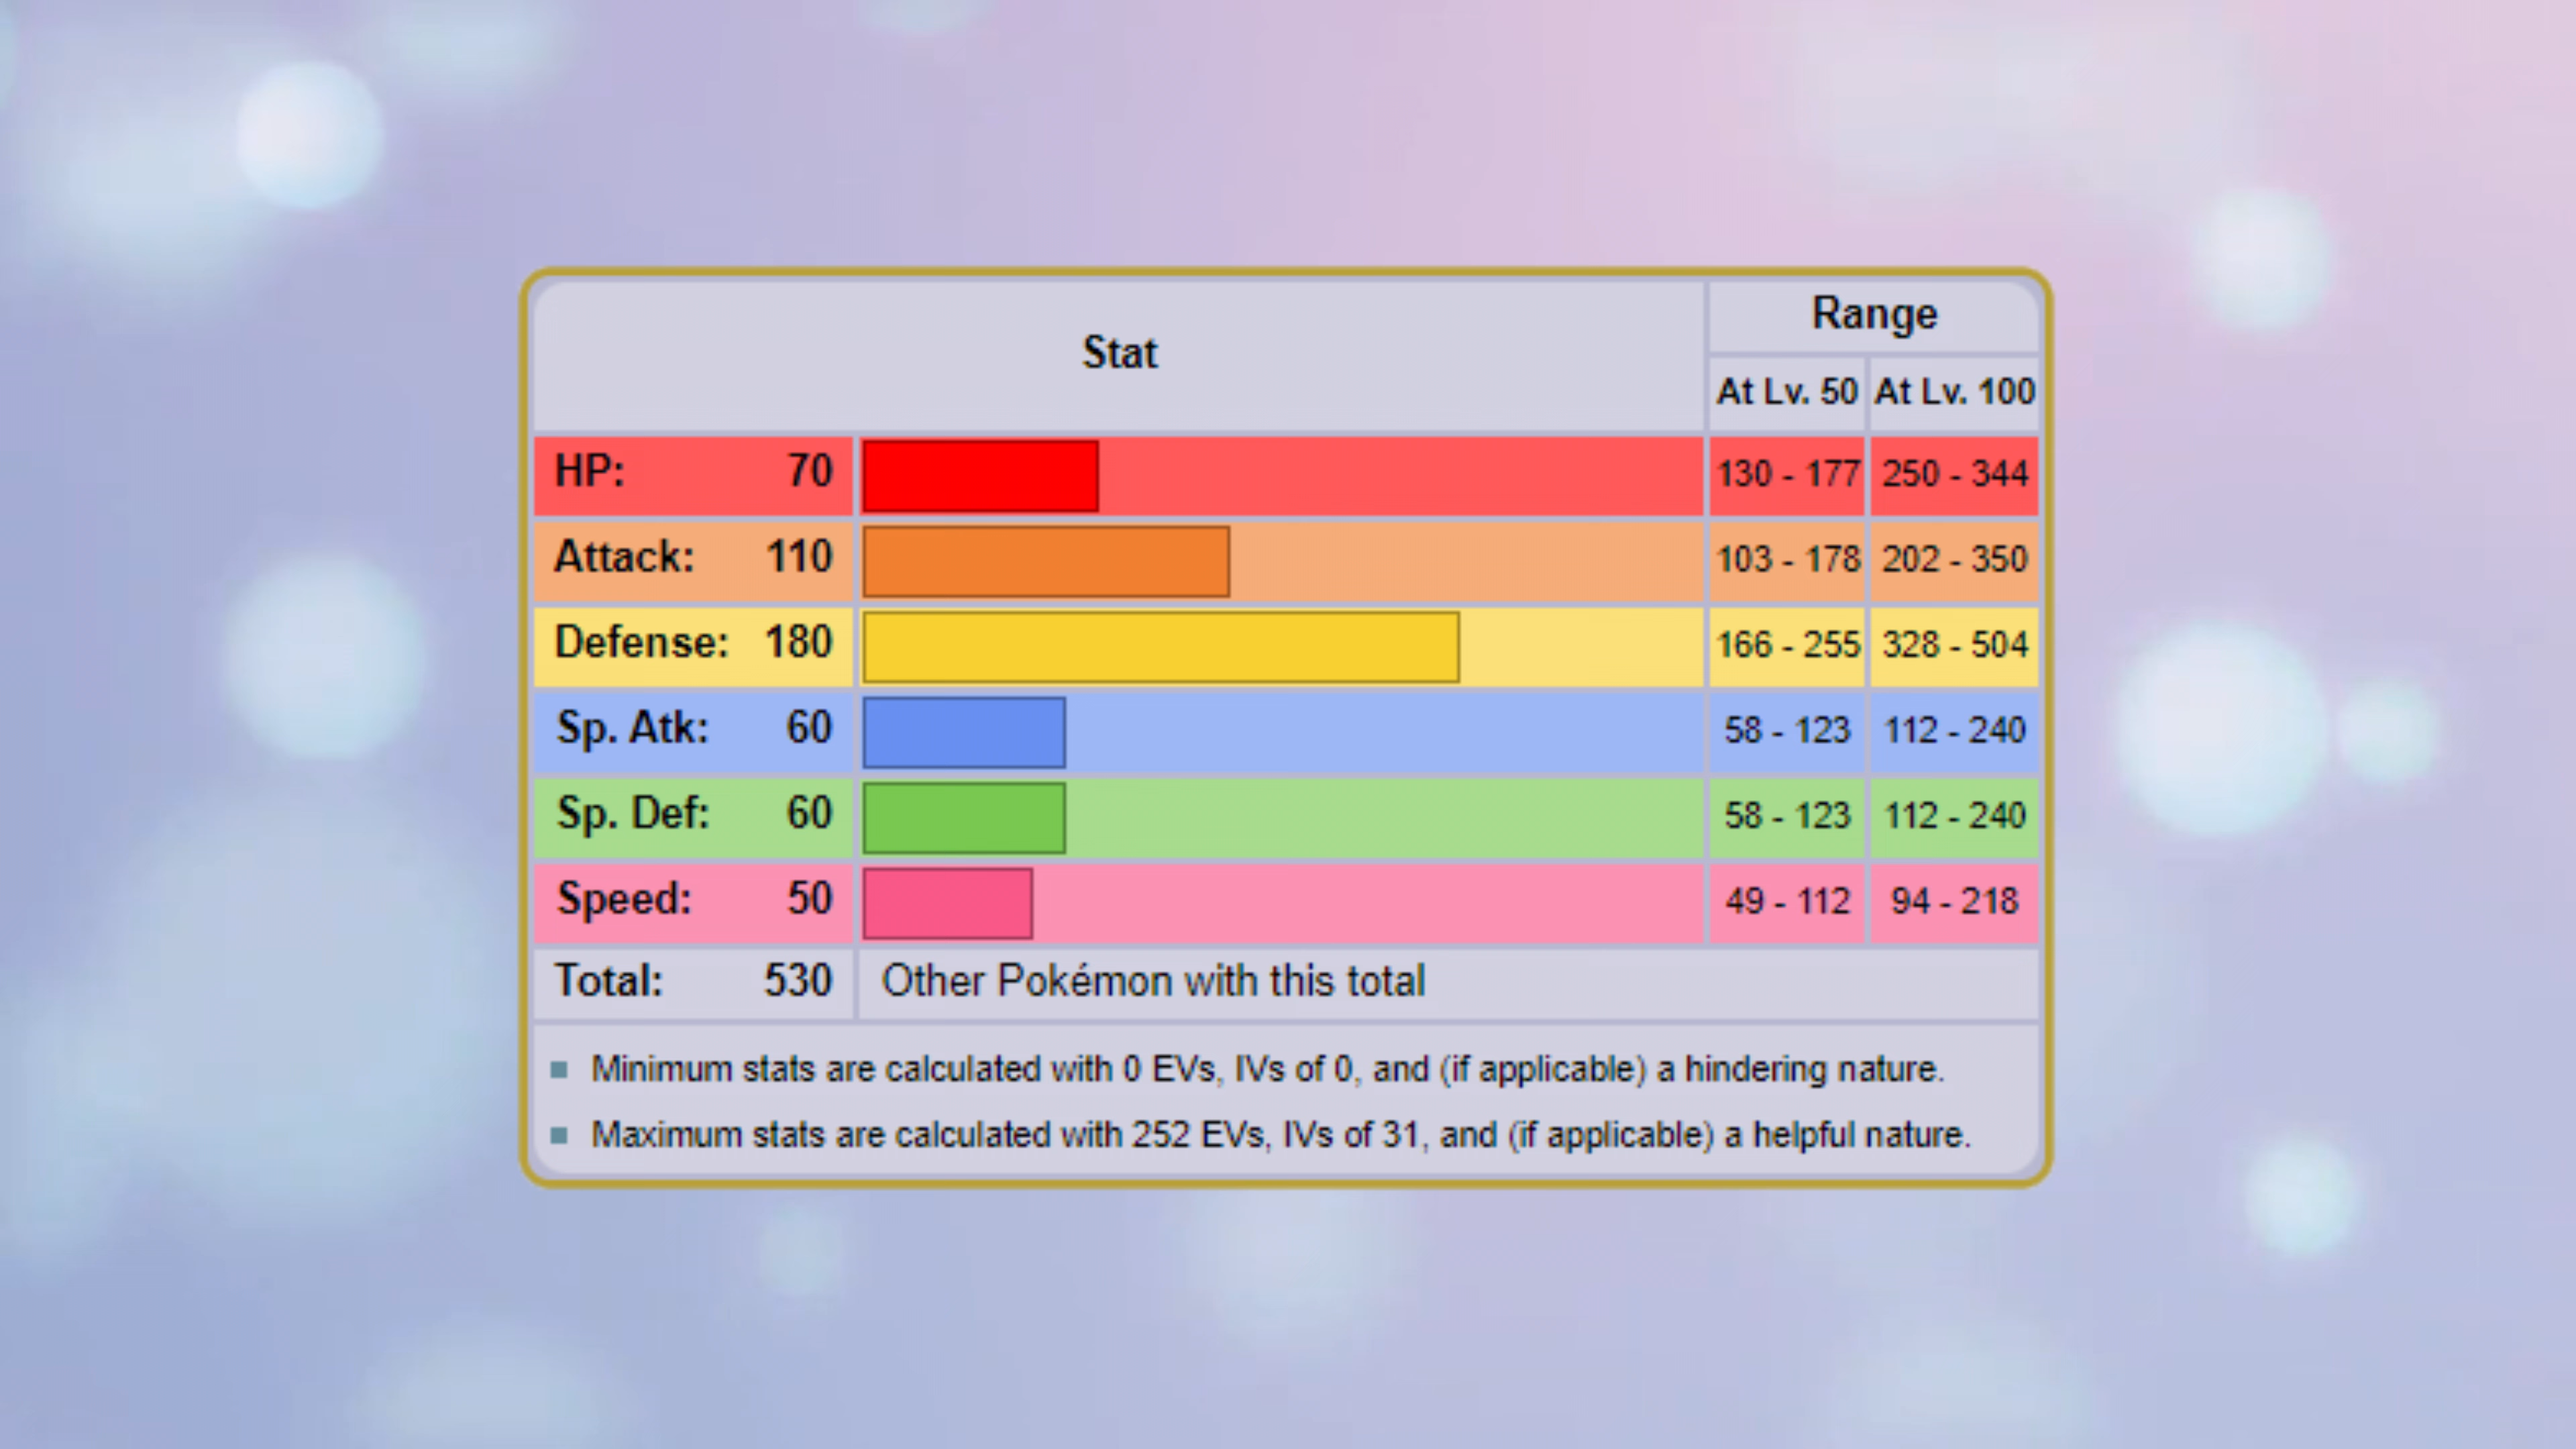 Stat Range
At Lv. 50 At Lv. 100
HP: 70 130 - 177 250 - 344
Attack: 110 103 - 178 202 - 350
Defense: 180 166 - 255 328 - 504
Sp. Atk: 60 58 - 123 112 - 240
Sp. Def: 60 58 - 123 112 - 240
Speed: 50 49 - 112 94 - 218
Total: 530 Other Pokémon with this total
Minimum stats are calculated with 0 EVs, IVs of 0, and (if applicable) a hindering nature.
Maximum stats are calculated with 252 EVs, IVs of 31, and (if applicable) a helpful nature.